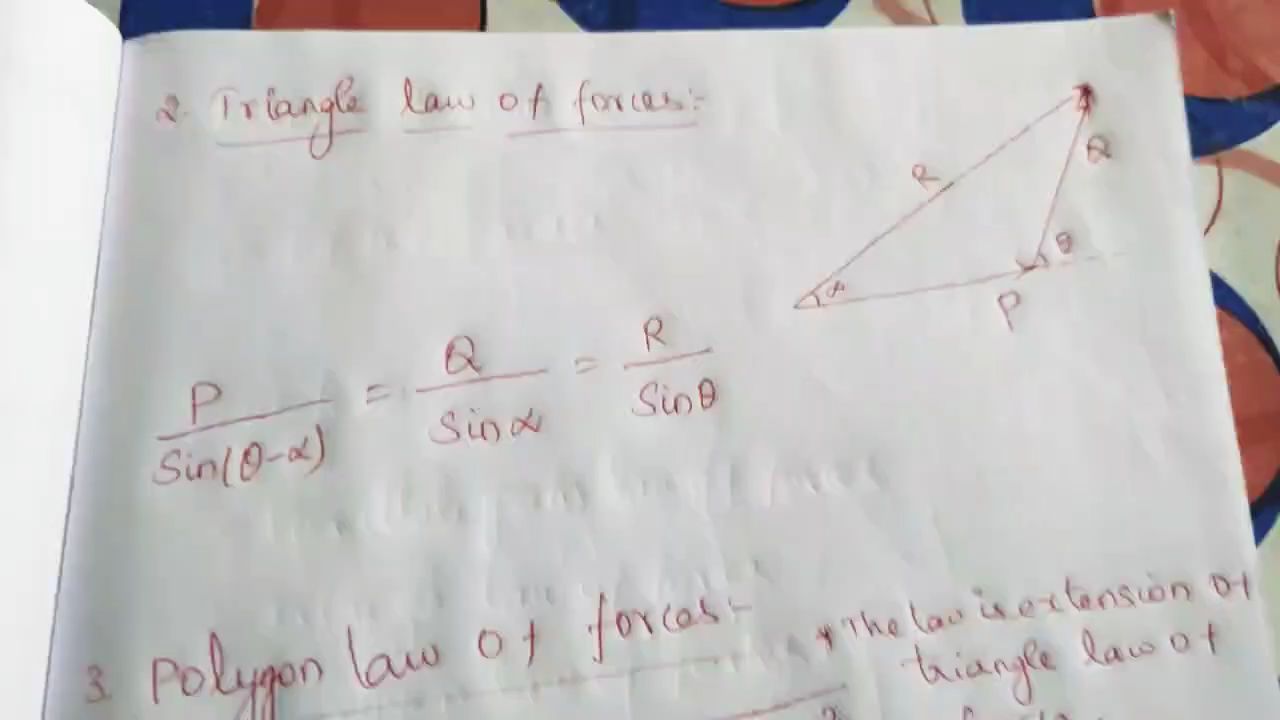 2. Triangle law of forces:-
R
Q
θ
α
P
P/Sin(θ-α) = Q/Sinα = R/Sinθ
3. Polygon law of forces:-
* The law is extension of
triangle law of